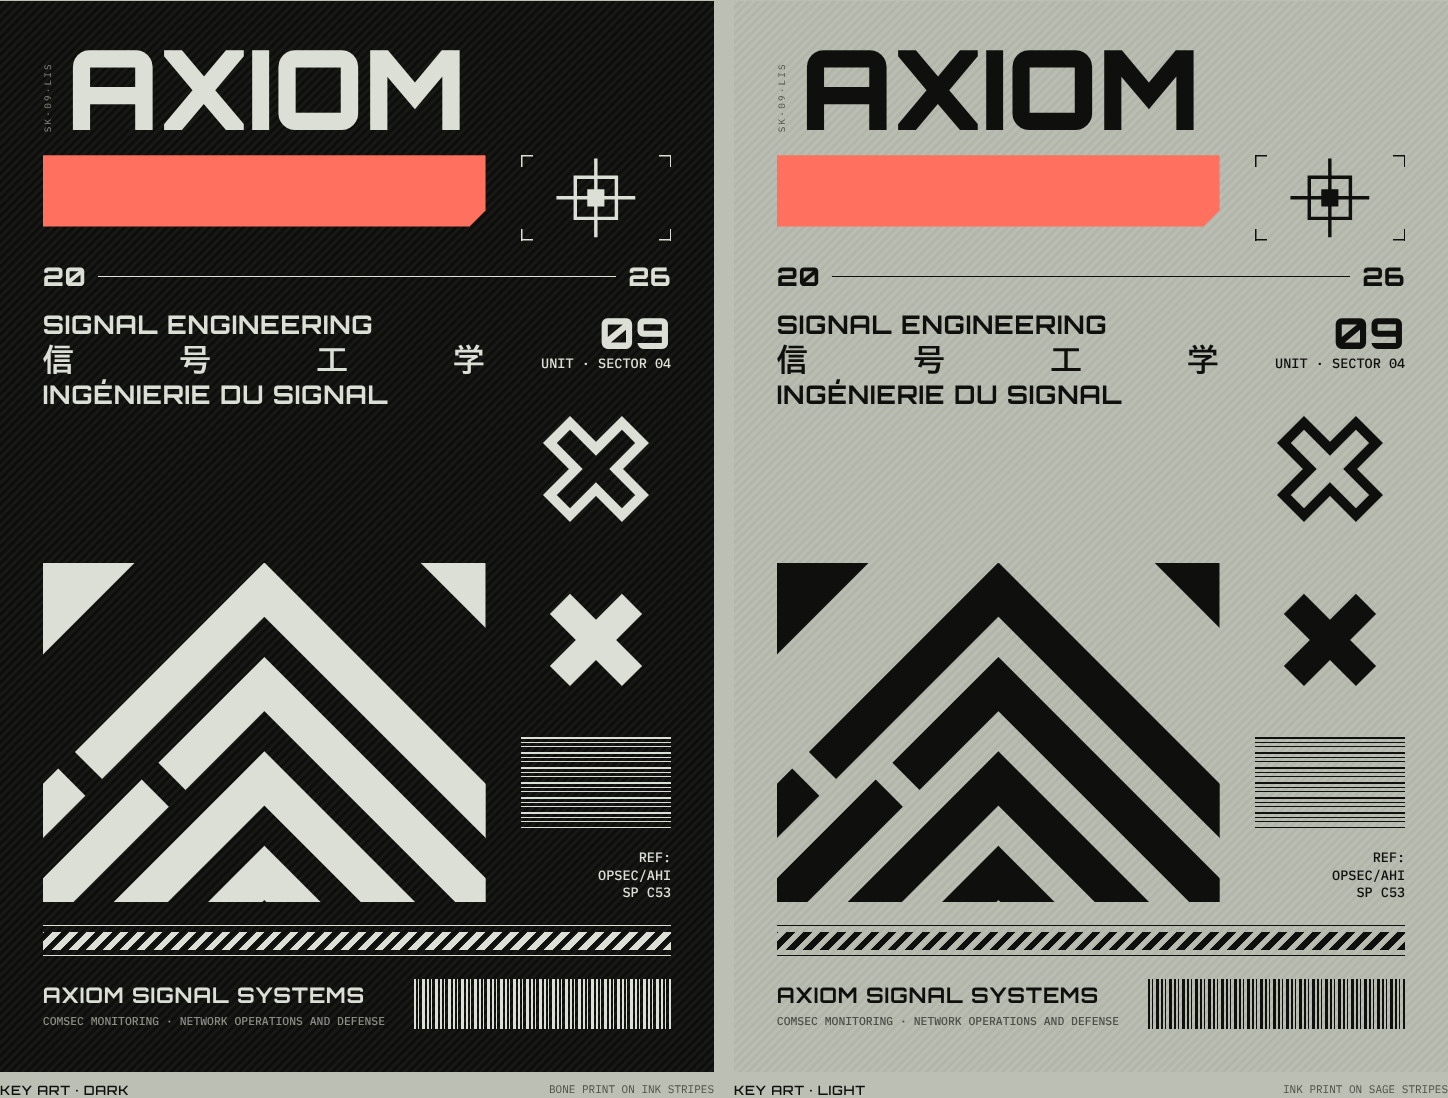 SK·09·LIS
AXIOM
20 26
SIGNAL ENGINEERING
信号工学
INGÉNIERIE DU SIGNAL
09
UNIT · SECTOR 04
REF:
OPSEC/AHI
SP C53
AXIOM SIGNAL SYSTEMS
COMSEC MONITORING · NETWORK OPERATIONS AND DEFENSE
KEY ART · DARK
BONE PRINT ON INK STRIPES
SK·09·LIS
AXIOM
20 26
SIGNAL ENGINEERING
信号工学
INGÉNIERIE DU SIGNAL
09
UNIT · SECTOR 04
REF:
OPSEC/AHI
SP C53
AXIOM SIGNAL SYSTEMS
COMSEC MONITORING · NETWORK OPERATIONS AND DEFENSE
KEY ART · LIGHT
INK PRINT ON SAGE STRIPES